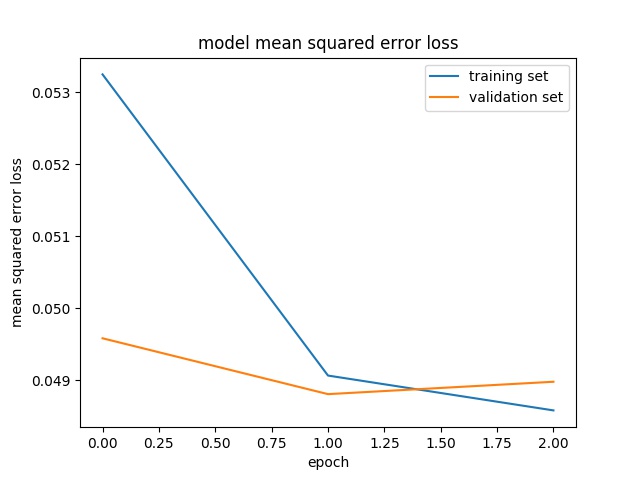 model mean squared error loss
training set
validation set
0.053
0.052
0.051
0.050
0.049
mean squared error loss
0.00 0.25 0.50 0.75 1.00 1.25 1.50 1.75 2.00
epoch